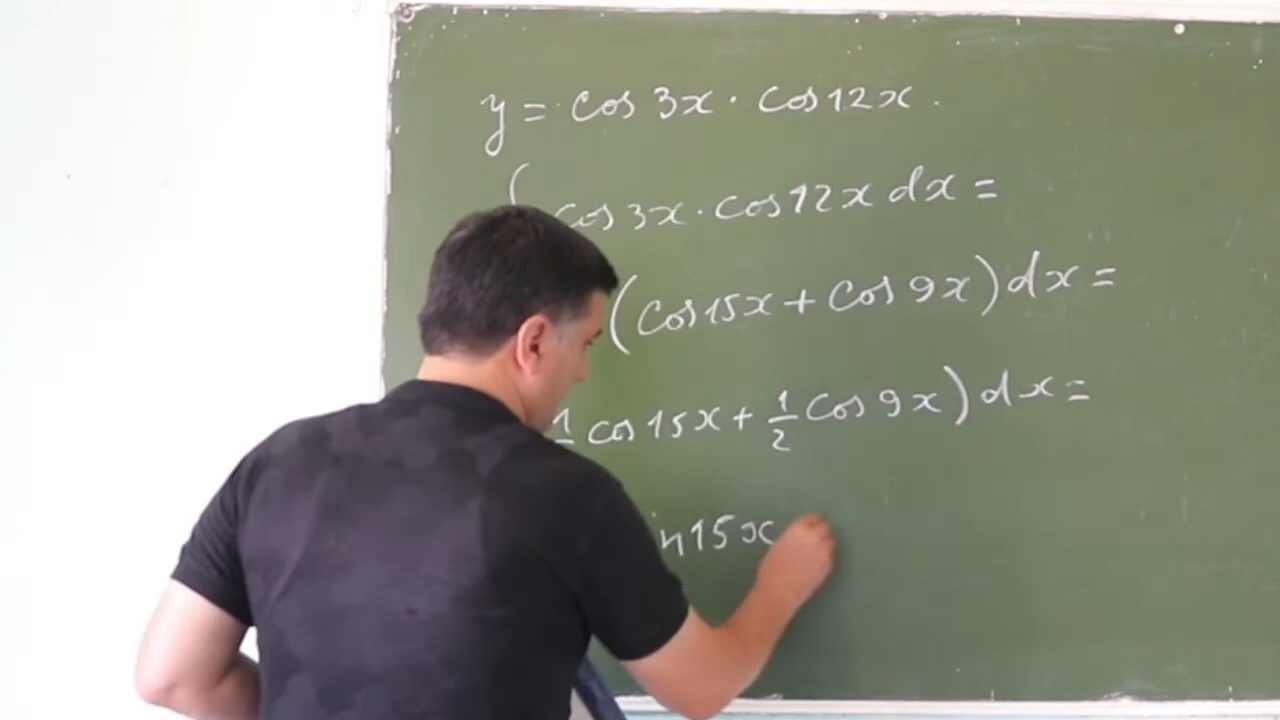 y = cos 3x · cos 12x .
cos 3x · cos 12x dx =
(cos 15x + cos 9x) dx =
cos 15x + 1/2 cos 9x) dx =
n 15x